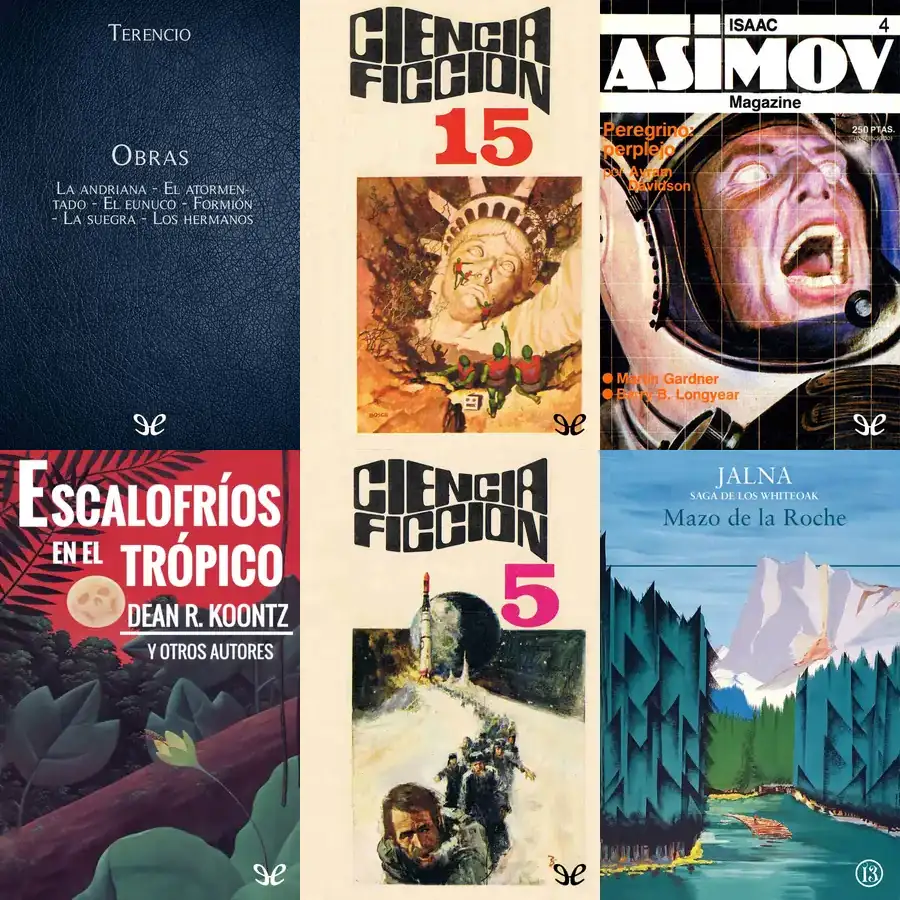 TERENCIO
OBRAS
LA ANDRIANA - EL ATORMEN-
TADO - EL EUNUCO - FORMIÓN
- LA SUEGRA - LOS HERMANOS
CIENCIA
FICCION
15
ISAAC
4
ASIMOV
Magazine
Peregrino:
perplejo
por Avram
Davidson
250 PTAS.
Martin Gardner
Barry B. Longyear
ESCALOFRÍOS
EN EL TRÓPICO
DEAN R. KOONTZ
Y OTROS AUTORES
CIENCIA
FICCION
5
JALNA
SAGA DE LOS WHITEOAK
Mazo de la Roche
13